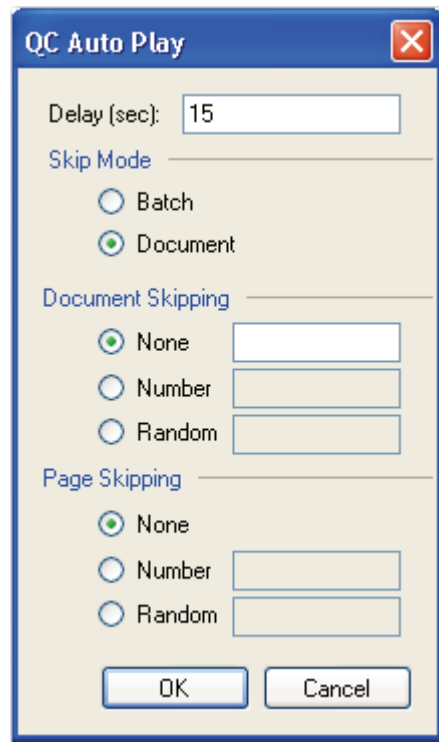 QC Auto Play
Delay (sec): 15
Skip Mode
Batch
Document
Document Skipping
None
Number
Random
Page Skipping
None
Number
Random
OK Cancel